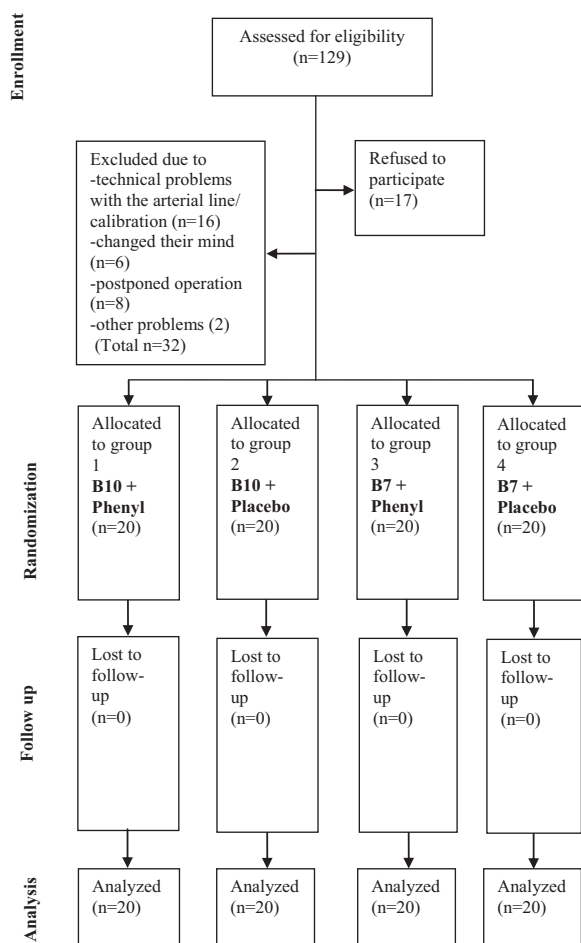 Enrollment
Assessed for eligibility
(n=129)
Excluded due to
-technical problems
with the arterial line/
calibration (n=16)
-changed their mind
(n=6)
-postponed operation
(n=8)
-other problems (2)
(Total n=32)
Refused to
participate
(n=17)
Randomization
Allocated
to group
1
B10 +
Phenyl
(n=20)
Allocated
to group
2
B10 +
Placebo
(n=20)
Allocated
to group
3
B7 +
Phenyl
(n=20)
Allocated
to group
4
B7 +
Placebo
(n=20)
Follow up
Lost to
follow-
up
(n=0)
Lost to
follow-
up
(n=0)
Lost to
follow-
up
(n=0)
Lost to
follow-
up
(n=0)
Analysis
Analyzed
(n=20)
Analyzed
(n=20)
Analyzed
(n=20)
Analyzed
(n=20)